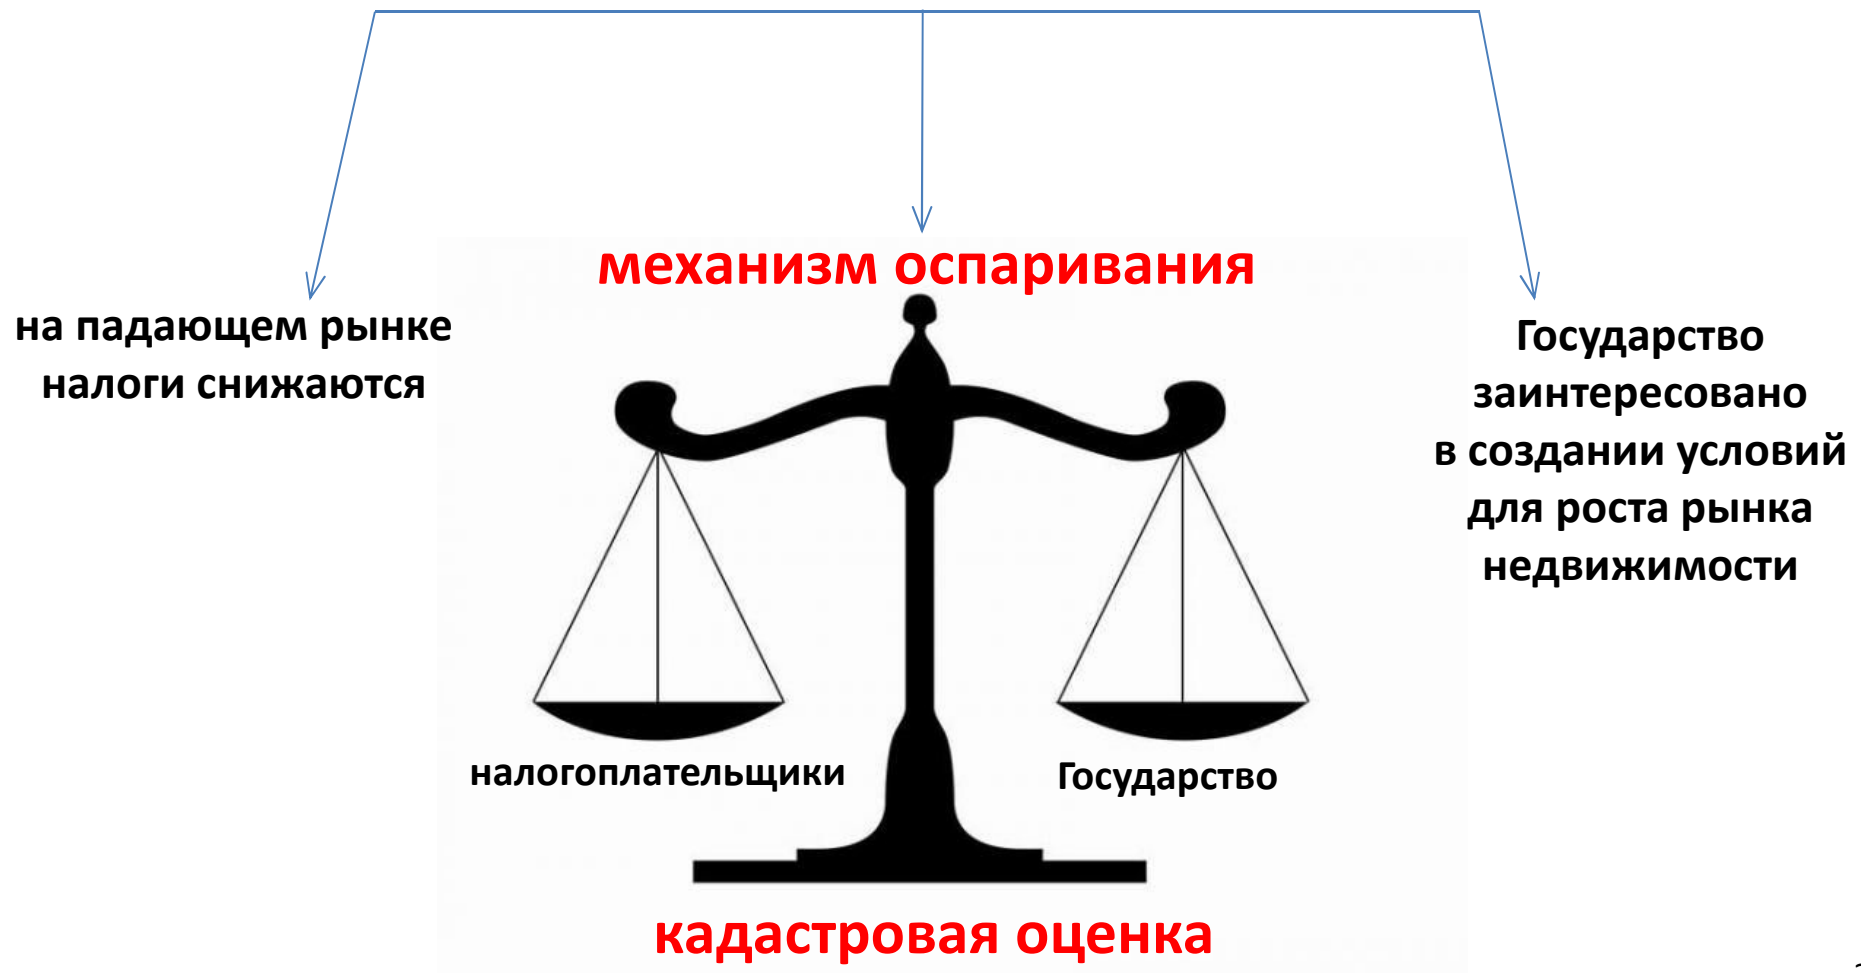 механизм оспаривания
на падающем рынке
налоги снижаются
Государство
заинтересовано
в создании условий
для роста рынка
недвижимости
налогоплательщики
Государство
кадастровая оценка